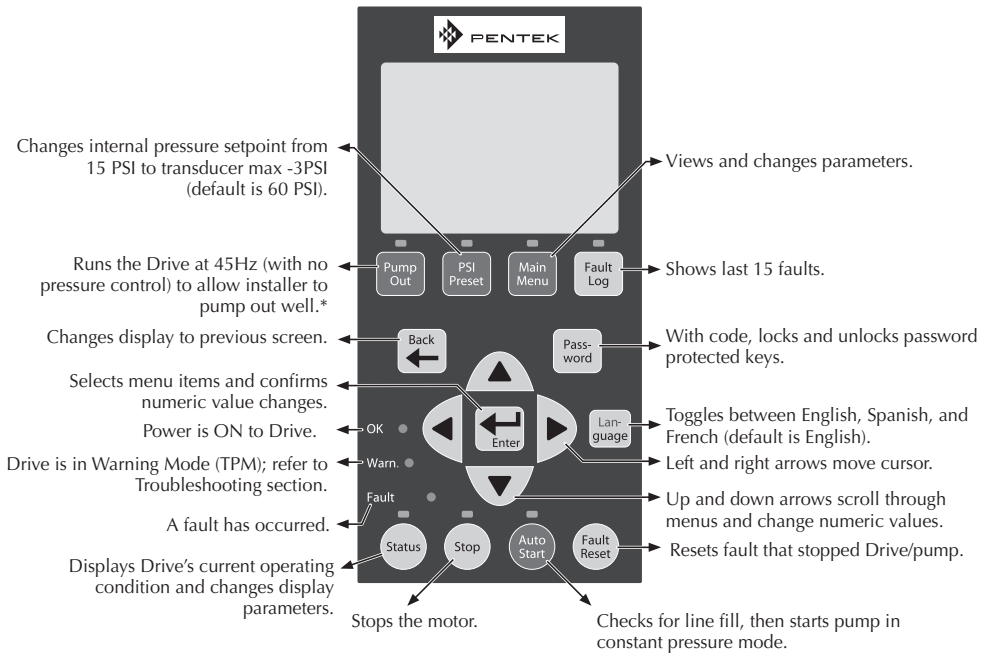 PENTEK
Changes internal pressure setpoint from
15 PSI to transducer max -3PSI
(default is 60 PSI).
Views and changes parameters.
Runs the Drive at 45Hz (with no
pressure control) to allow installer to
pump out well.*
Pump
Out
PSI
Preset
Main
Menu
Fault
Log
Shows last 15 faults.
Changes display to previous screen.
Back
Pass-
word
With code, locks and unlocks password
protected keys.
Selects menu items and confirms
numeric value changes.
Enter
Lan-
guage
Toggles between English, Spanish, and
French (default is English).
Power is ON to Drive.
OK
Left and right arrows move cursor.
Drive is in Warning Mode (TPM); refer to
Troubleshooting section.
Warn.
Up and down arrows scroll through
menus and change numeric values.
Fault
A fault has occurred.
Status
Stop
Auto
Start
Fault
Reset
Resets fault that stopped Drive/pump.
Displays Drive's current operating
condition and changes display
parameters.
Stops the motor.
Checks for line fill, then starts pump in
constant pressure mode.